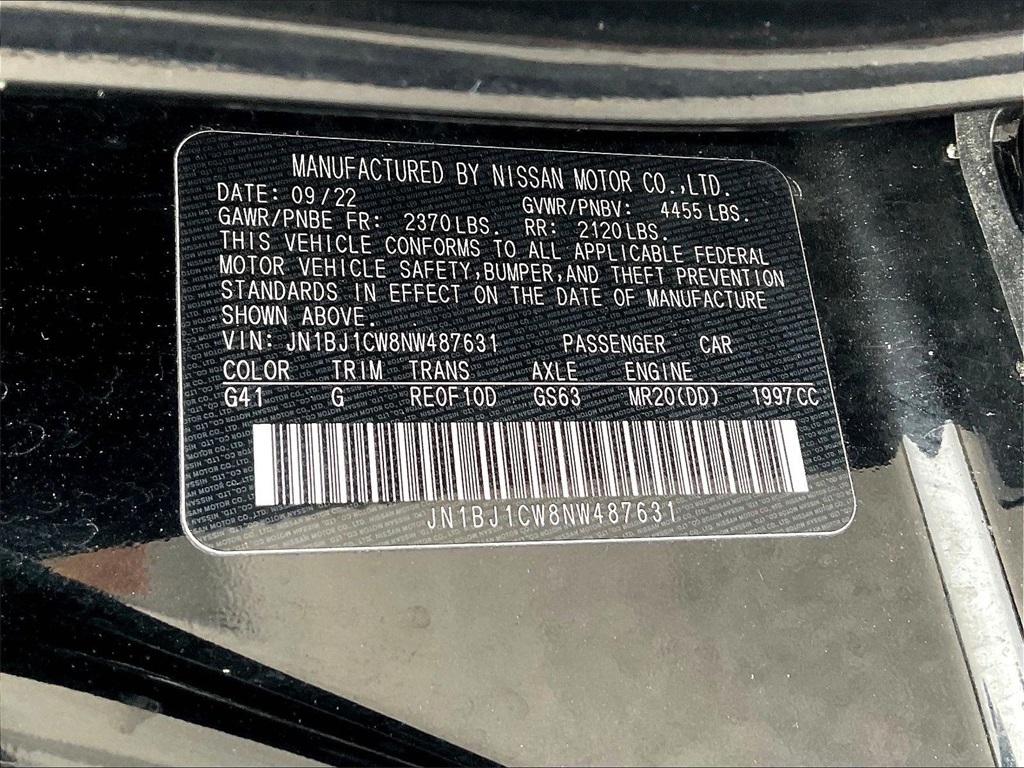 MANUFACTURED BY NISSAN MOTOR CO.,LTD.
DATE: 09/22 GVWR/PNBV: 4455 LBS.
GAWR/PNBE FR: 2370 LBS. RR: 2120 LBS.
THIS VEHICLE CONFORMS TO ALL APPLICABLE FEDERAL
MOTOR VEHICLE SAFETY,BUMPER,AND THEFT PREVENTION
STANDARDS IN EFFECT ON THE DATE OF MANUFACTURE
SHOWN ABOVE.
VIN: JN1BJ1CW8NW487631 PASSENGER CAR
COLOR TRIM TRANS AXLE ENGINE
G41 G RE0F10D GS63 MR20(DD) 1997CC
JN1BJ1CW8NW487631